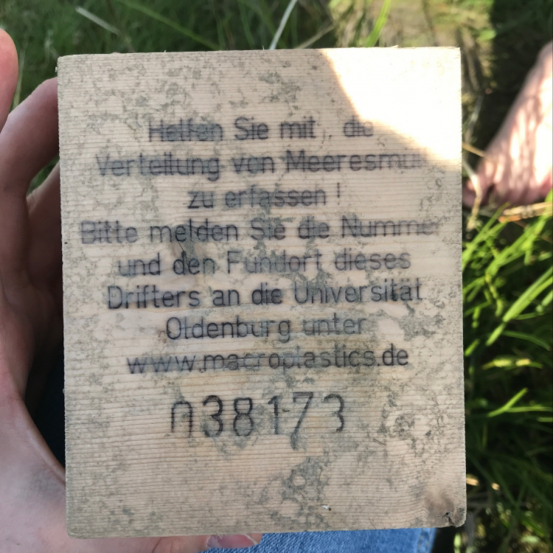 Helfen Sie mit, die
Verteilung von Meeresmüll
zu erfassen!
Bitte melden Sie die Nummer
und den Fundort dieses
Drifters an die Universität
Oldenburg unter
www.macroplastics.de
038173